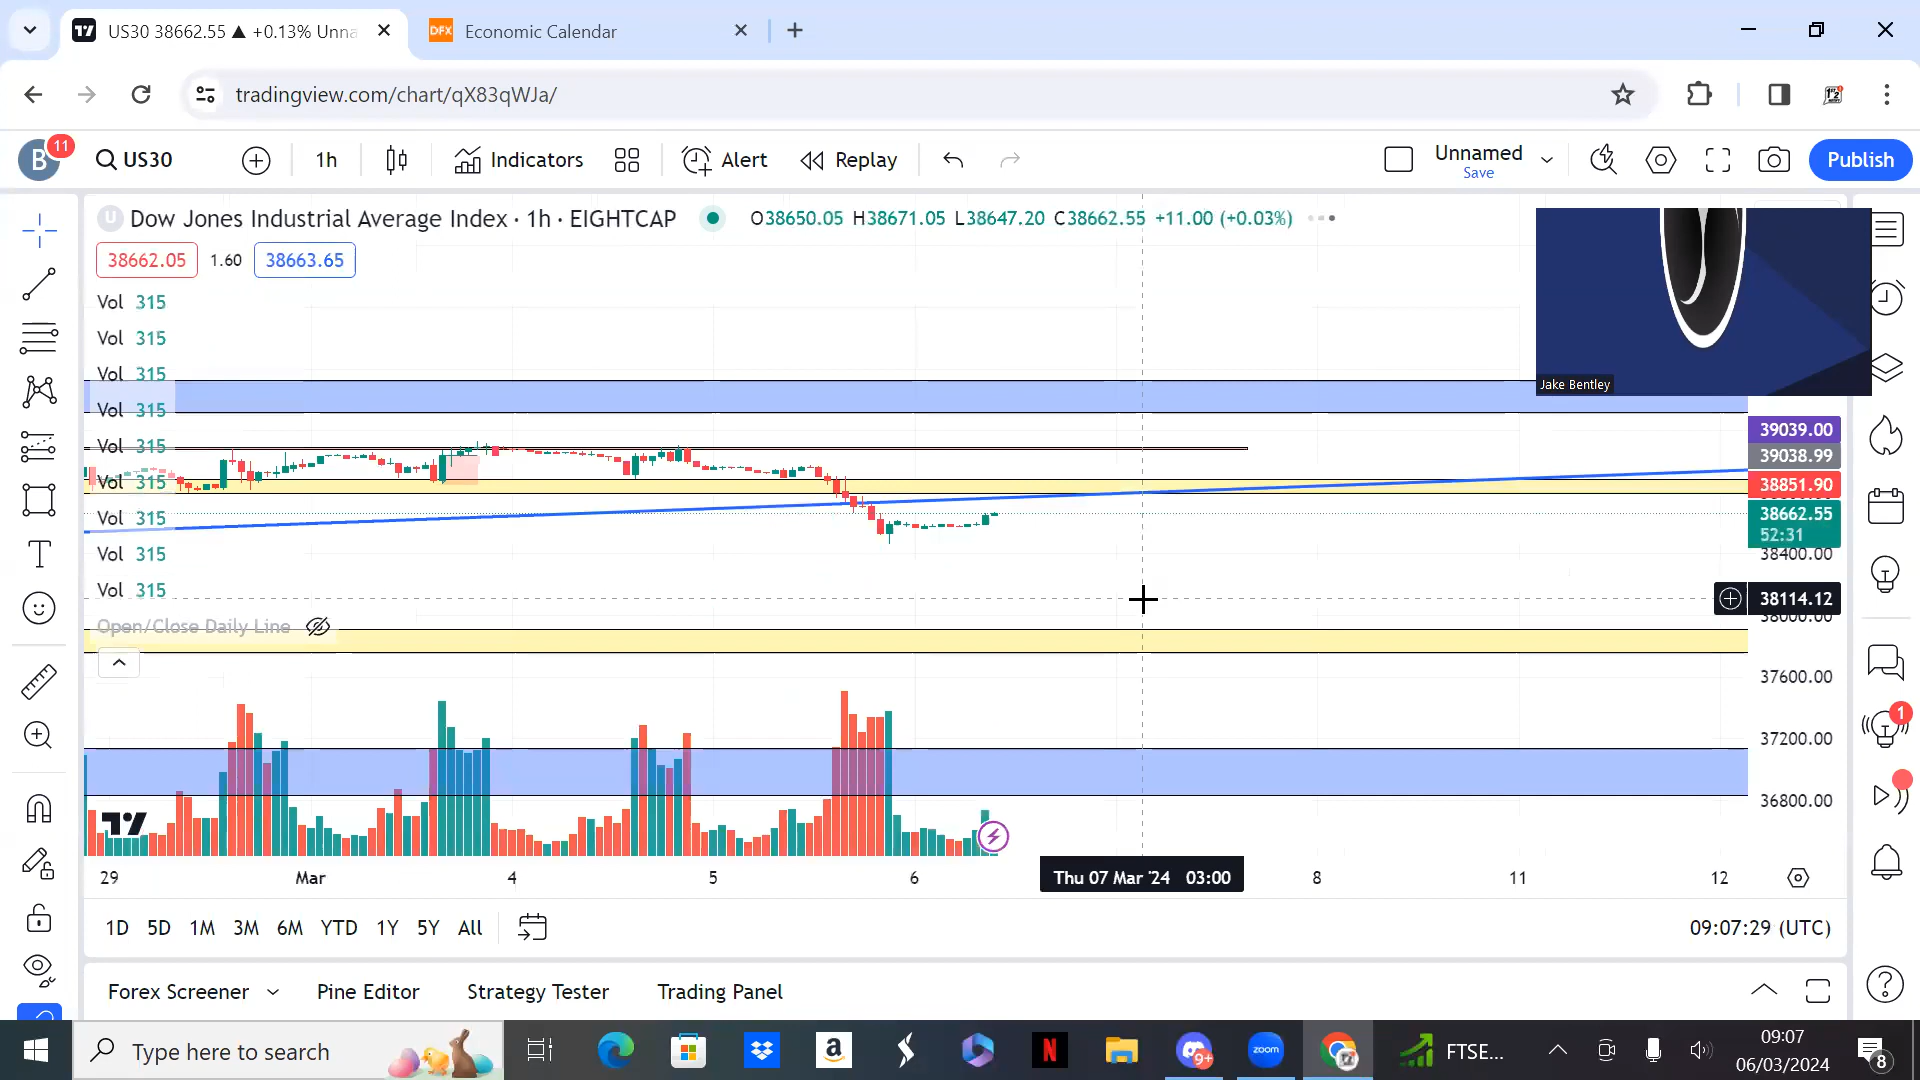 US30 38662.55 ▲ +0.13% Unna
DFX Economic Calendar
tradingview.com/chart/qX83qWJa/
B 11 US30 1h Indicators Alert Replay Unnamed Save Publish
U Dow Jones Industrial Average Index · 1h · EIGHTCAP O38650.05 H38671.05 L38647.20 C38662.55 +11.00 (+0.03%)
38662.05 1.60 38663.65
Vol 315
Vol 315
Vol 315
Vol 315
Vol 315
Vol 315
Vol 315
Vol 315
Vol 315
Open/Close Daily Line
Jake Bentley
39039.00
39038.99
38851.90
38662.55
52:31
38400.00
38114.12
38000.00
37600.00
37200.00
36800.00
1
29 Mar 4 5 6 Thu 07 Mar '24 03:00 8 11 12
1D 5D 1M 3M 6M YTD 1Y 5Y All 09:07:29 (UTC)
Forex Screener Pine Editor Strategy Tester Trading Panel
Type here to search
a
N
9+
zoom
FTSE...
09:07
06/03/2024
8